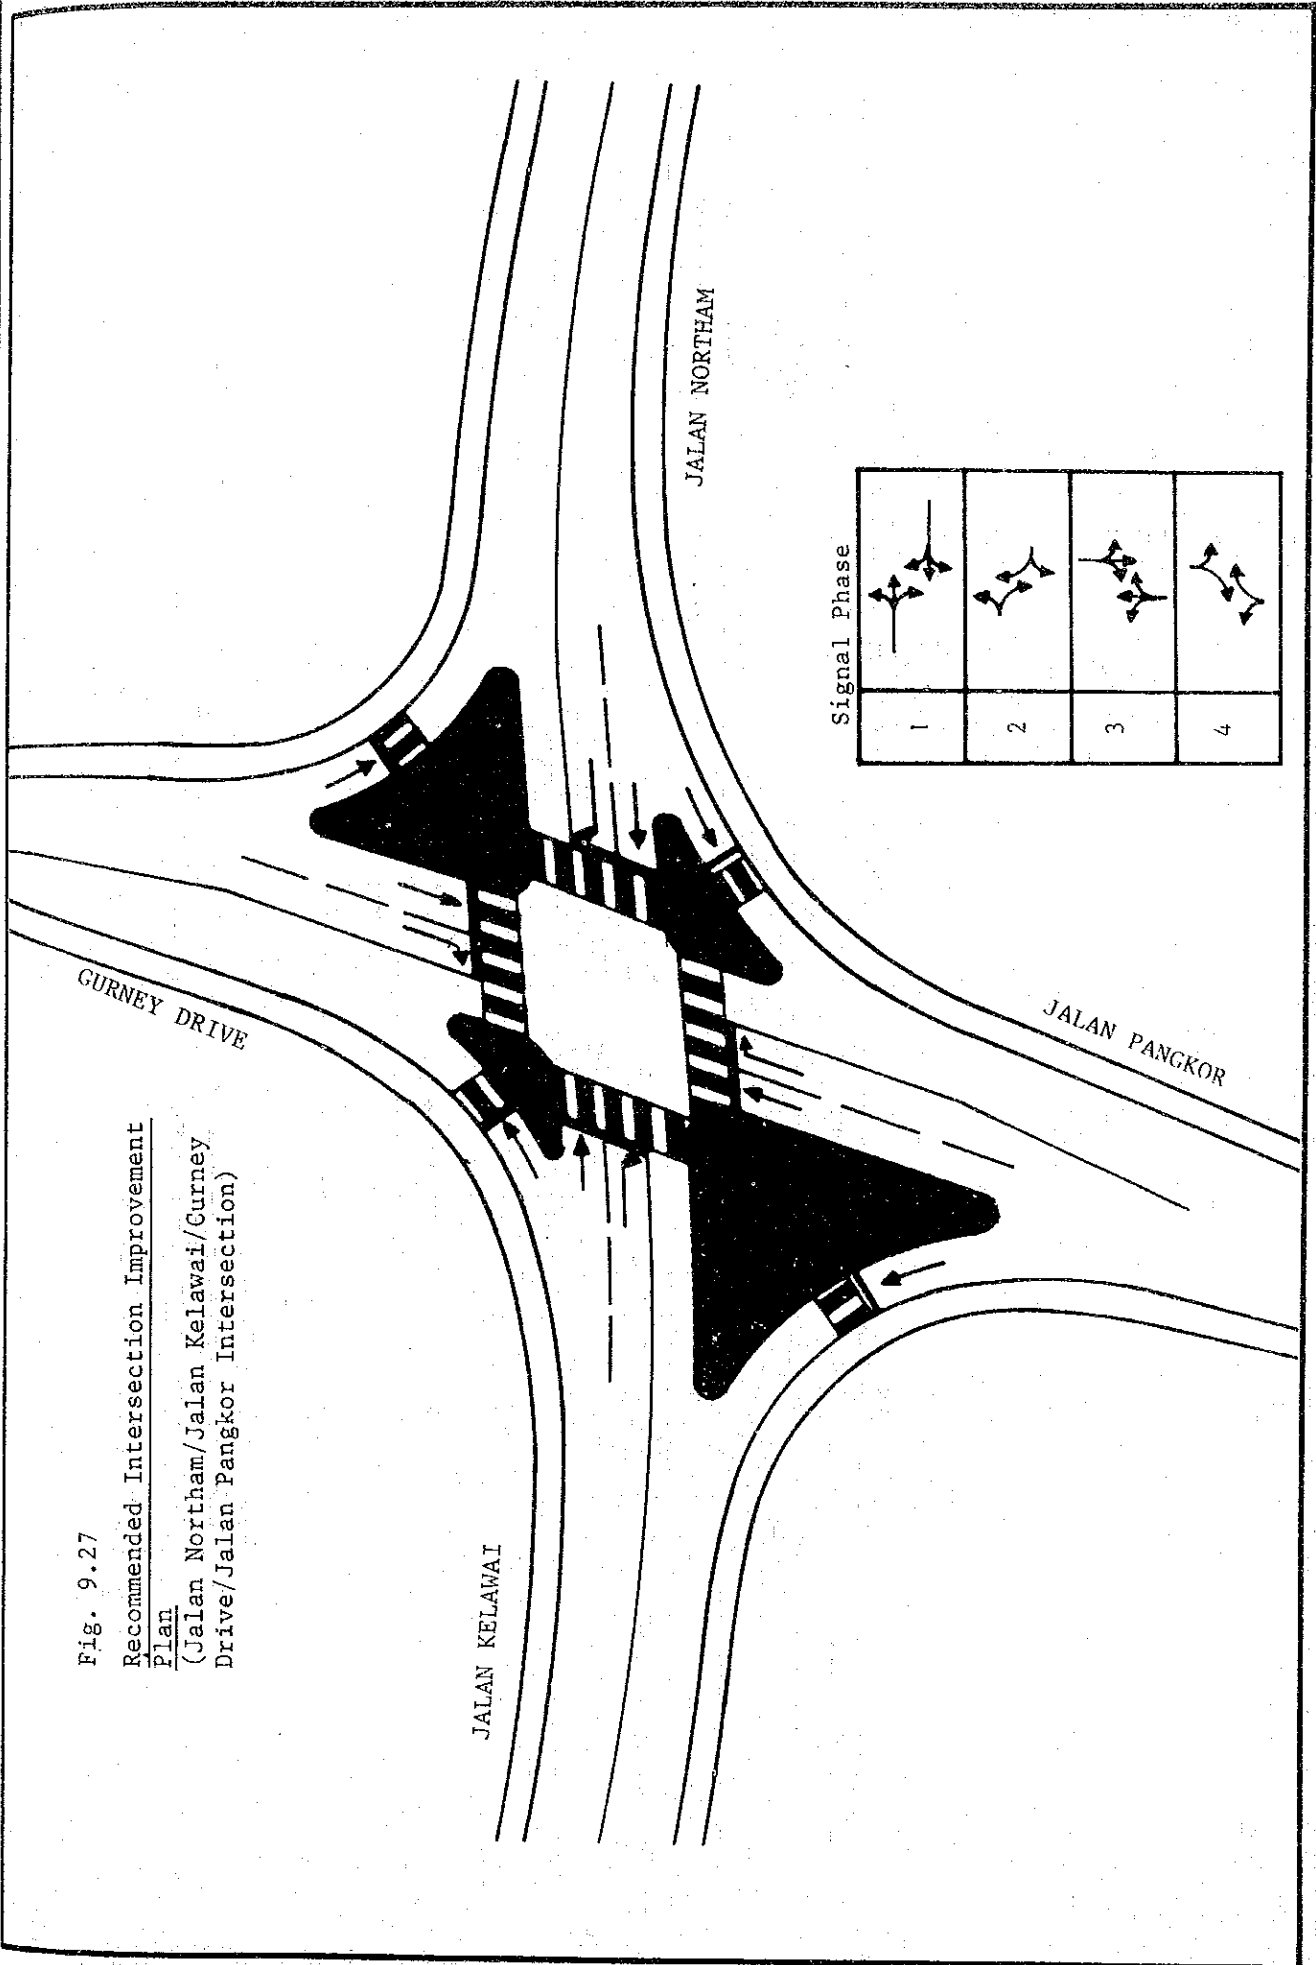 Fig. 9.27
Recommended Intersection Improvement
Plan
(Jalan Northam/Jalan Kelawai/Gurney
Drive/Jalan Pangkor Intersection)
GURNEY DRIVE
JALAN KELAWAI
JALAN NORTHAM
JALAN PANGKOR
Signal Phase
1
2
3
4